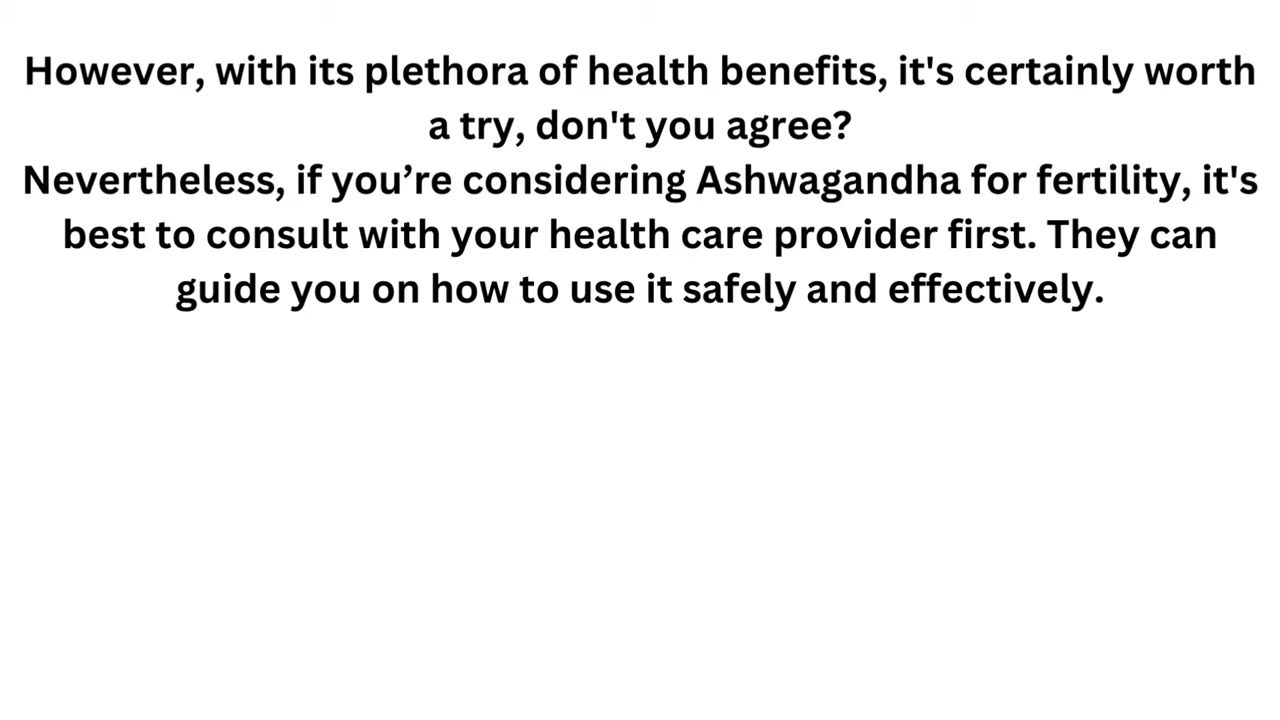 However, with its plethora of health benefits, it's certainly worth
a try, don't you agree?
Nevertheless, if you’re considering Ashwagandha for fertility, it's
best to consult with your health care provider first. They can
guide you on how to use it safely and effectively.